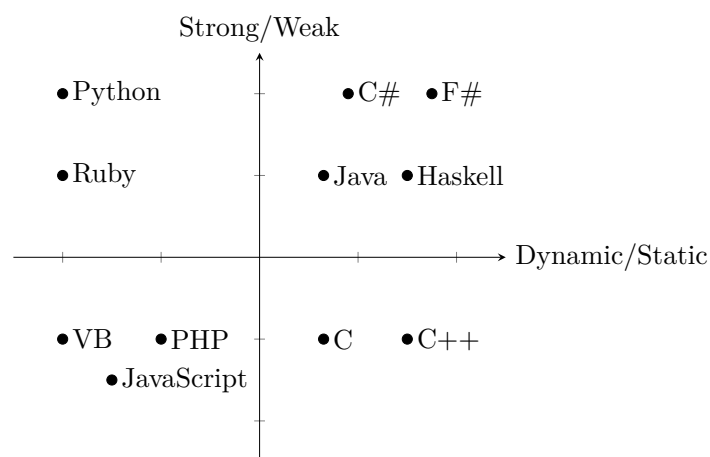 Strong/Weak
Python
C#
F#
Ruby
Java
Haskell
Dynamic/Static
VB
PHP
C
C++
JavaScript